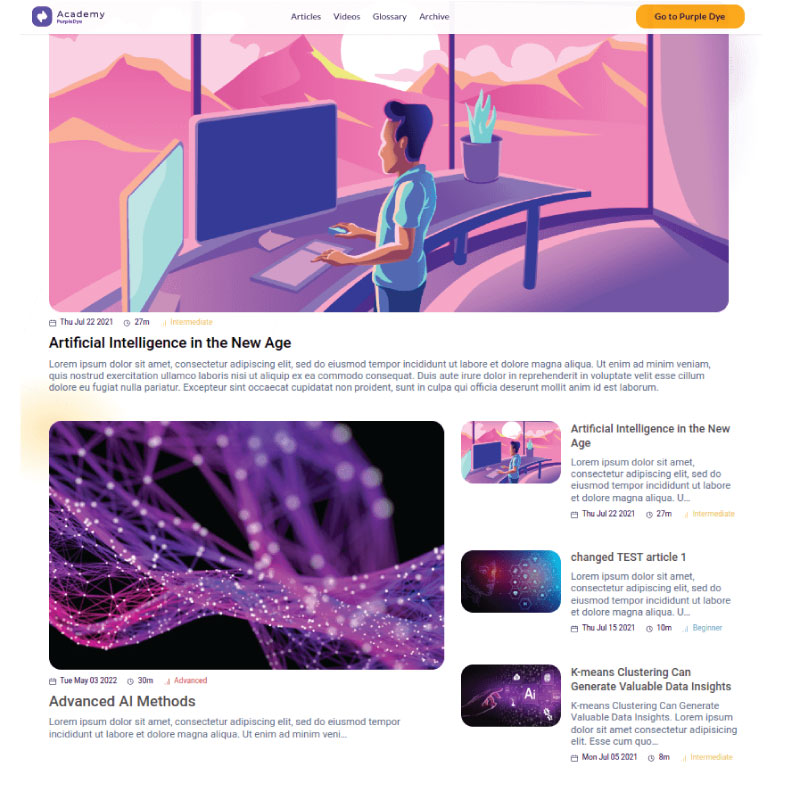 Academy
PurpleDye
Articles Videos Glossary Archive
Go to Purple Dye
Thu Jul 22 2021 27m Intermediate
Artificial Intelligence in the New Age
Lorem ipsum dolor sit amet, consectetur adipiscing elit, sed do eiusmod tempor incididunt ut labore et dolore magna aliqua. Ut enim ad minim veniam,
quis nostrud exercitation ullamco laboris nisi ut aliquip ex ea commodo consequat. Duis aute irure dolor in reprehenderit in voluptate velit esse cillum
dolore eu fugiat nulla pariatur. Excepteur sint occaecat cupidatat non proident, sunt in culpa qui officia deserunt mollit anim id est laborum.
Tue May 03 2022 30m Advanced
Advanced AI Methods
Lorem ipsum dolor sit amet, consectetur adipiscing elit, sed do eiusmod tempor
incididunt ut labore et dolore magna aliqua. Ut enim ad minim veni...
Artificial Intelligence in the New
Age
Lorem ipsum dolor sit amet,
consectetur adipiscing elit, sed do
eiusmod tempor incididunt ut labore
et dolore magna aliqua. U...
Thu Jul 22 2021 27m Intermediate
changed TEST article 1
Lorem ipsum dolor sit amet,
consectetur adipiscing elit, sed do
eiusmod tempor incididunt ut labore
et dolore magna aliqua. U...
Thu Jul 15 2021 10m Beginner
Ai
K-means Clustering Can
Generate Valuable Data Insights
K-means Clustering Can Generate
Valuable Data Insights. Lorem ipsum
dolor sit amet consectetur adipisicing
elit. Esse cum quo...
Mon Jul 05 2021 8m Intermediate